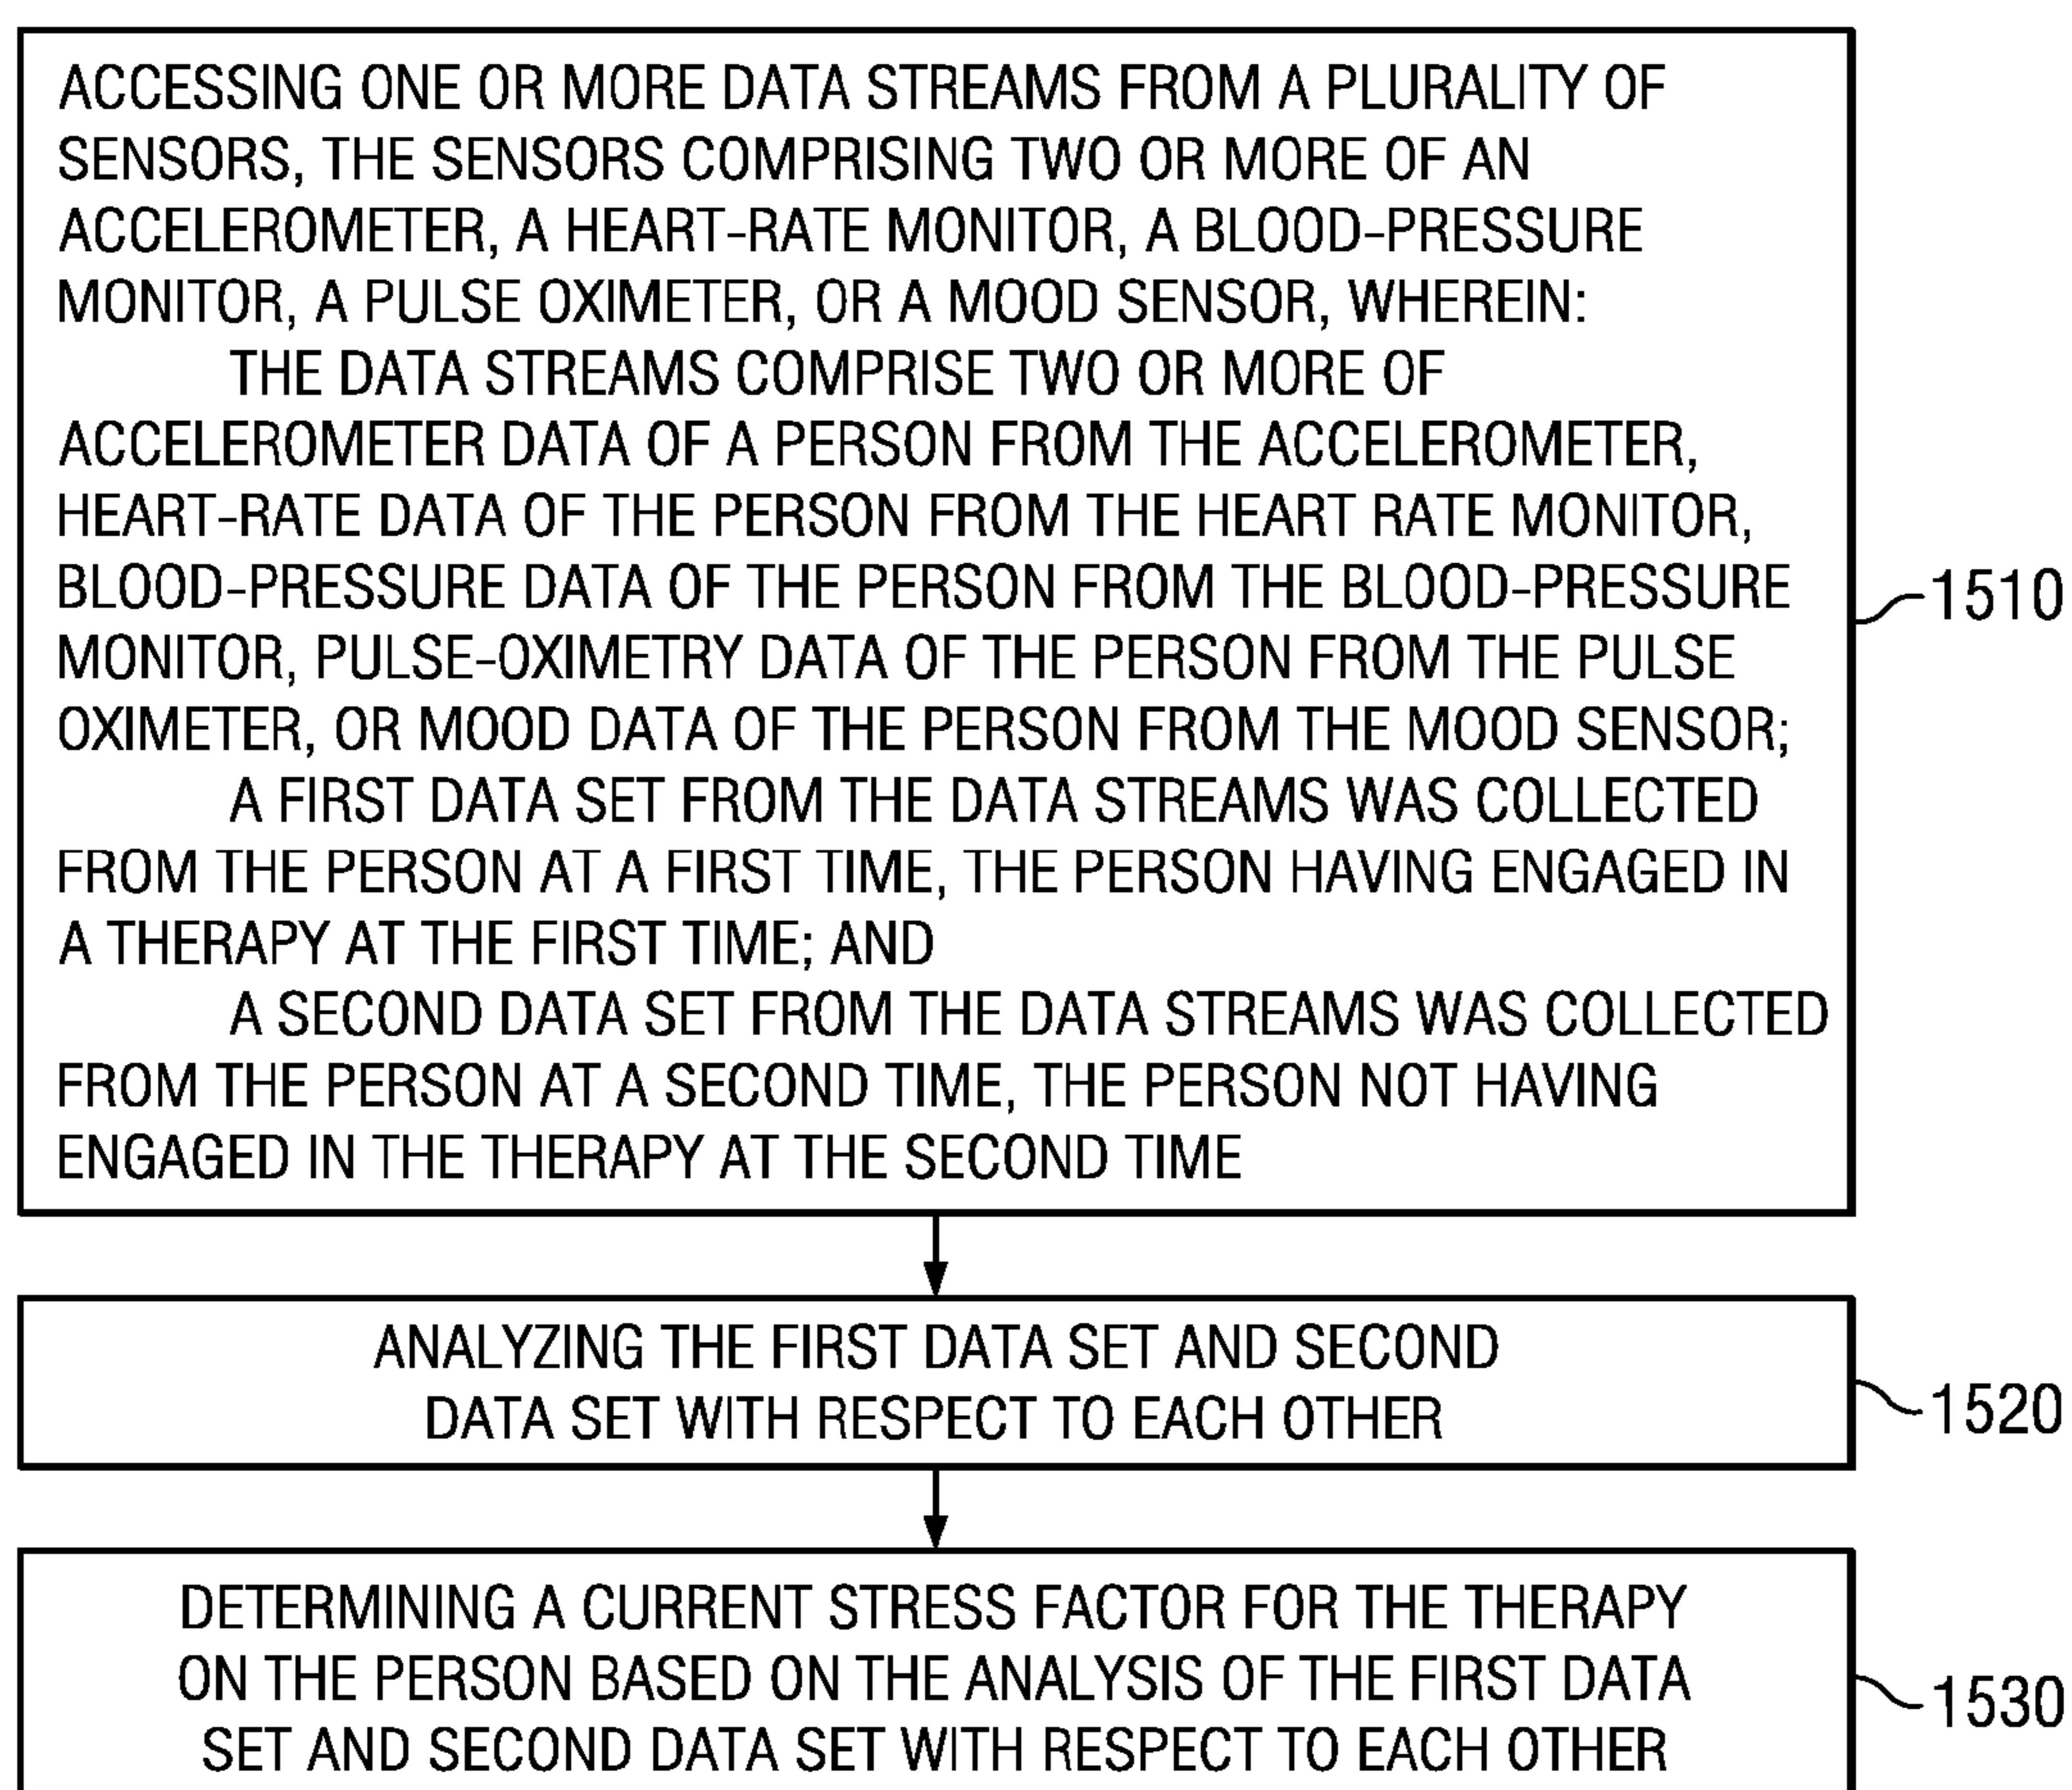 ACCESSING ONE OR MORE DATA STREAMS FROM A PLURALITY OF
SENSORS, THE SENSORS COMPRISING TWO OR MORE OF AN
ACCELEROMETER, A HEART-RATE MONITOR, A BLOOD-PRESSURE
MONITOR, A PULSE OXIMETER, OR A MOOD SENSOR, WHEREIN:
THE DATA STREAMS COMPRISE TWO OR MORE OF
ACCELEROMETER DATA OF A PERSON FROM THE ACCELEROMETER,
HEART-RATE DATA OF THE PERSON FROM THE HEART RATE MONITOR,
BLOOD-PRESSURE DATA OF THE PERSON FROM THE BLOOD-PRESSURE
MONITOR, PULSE-OXIMETRY DATA OF THE PERSON FROM THE PULSE
OXIMETER, OR MOOD DATA OF THE PERSON FROM THE MOOD SENSOR;
A FIRST DATA SET FROM THE DATA STREAMS WAS COLLECTED
FROM THE PERSON AT A FIRST TIME, THE PERSON HAVING ENGAGED IN
A THERAPY AT THE FIRST TIME; AND
A SECOND DATA SET FROM THE DATA STREAMS WAS COLLECTED
FROM THE PERSON AT A SECOND TIME, THE PERSON NOT HAVING
ENGAGED IN THE THERAPY AT THE SECOND TIME
1510
ANALYZING THE FIRST DATA SET AND SECOND
DATA SET WITH RESPECT TO EACH OTHER
1520
DETERMINING A CURRENT STRESS FACTOR FOR THE THERAPY
ON THE PERSON BASED ON THE ANALYSIS OF THE FIRST DATA
SET AND SECOND DATA SET WITH RESPECT TO EACH OTHER
1530